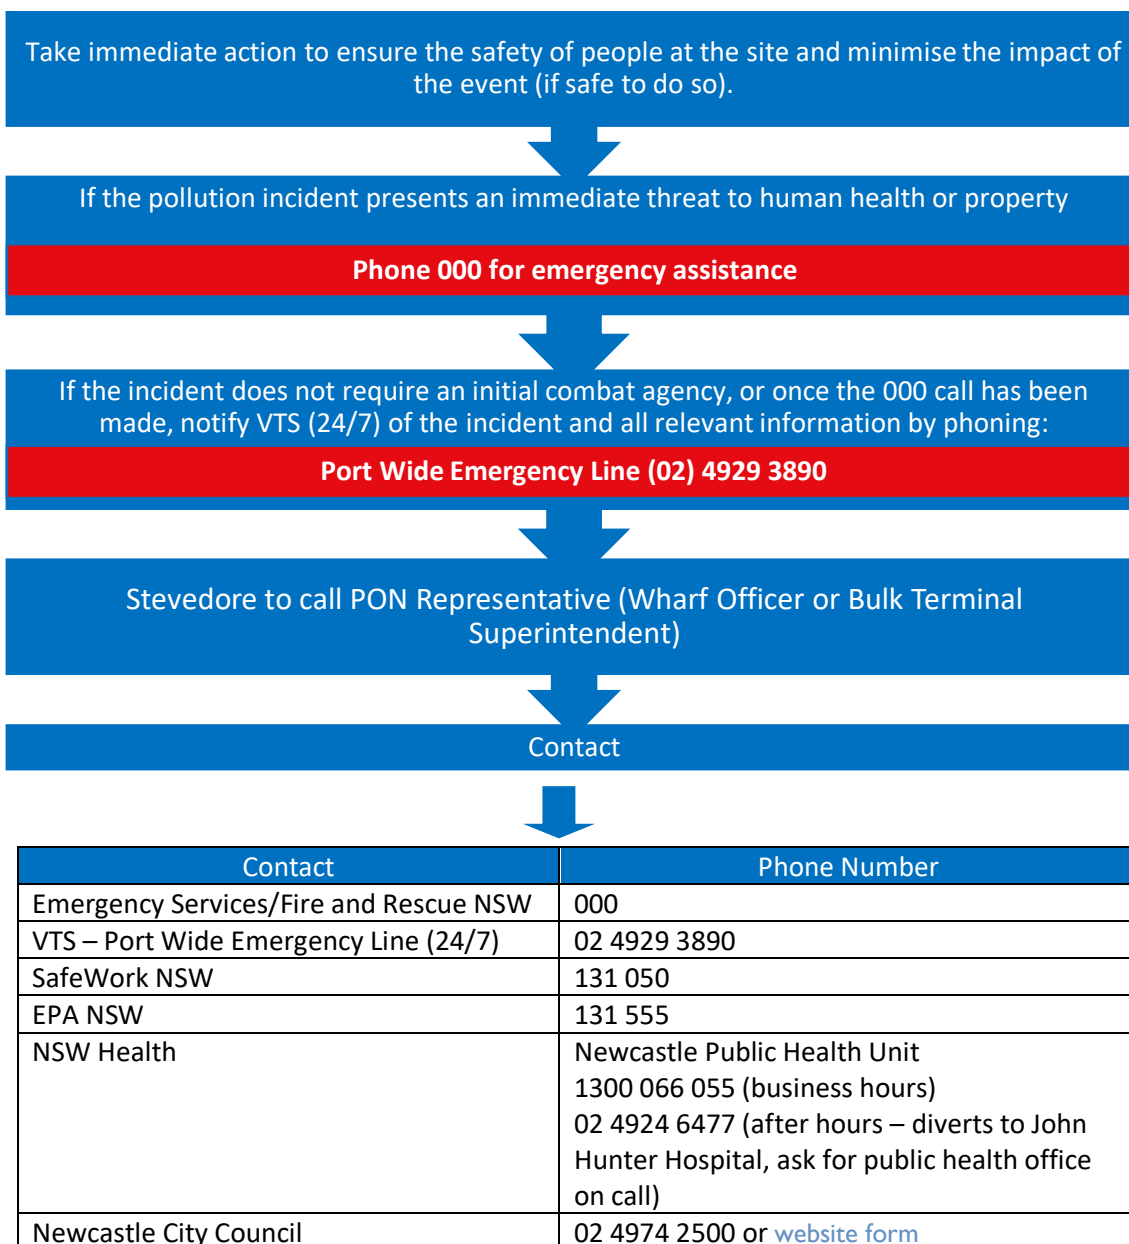 Take immediate action to ensure the safety of people at the site and minimise the impact of
the event (if safe to do so).
If the pollution incident presents an immediate threat to human health or property
Phone 000 for emergency assistance
If the incident does not require an initial combat agency, or once the 000 call has been
made, notify VTS (24/7) of the incident and all relevant information by phoning:
Port Wide Emergency Line (02) 4929 3890
Stevedore to call PON Representative (Wharf Officer or Bulk Terminal
Superintendent)
Contact
Contact Phone Number
Emergency Services/Fire and Rescue NSW 000
VTS – Port Wide Emergency Line (24/7) 02 4929 3890
SafeWork NSW 131 050
EPA NSW 131 555
NSW Health Newcastle Public Health Unit
1300 066 055 (business hours)
02 4924 6477 (after hours – diverts to John
Hunter Hospital, ask for public health office
on call)
Newcastle City Council 02 4974 2500 or website form